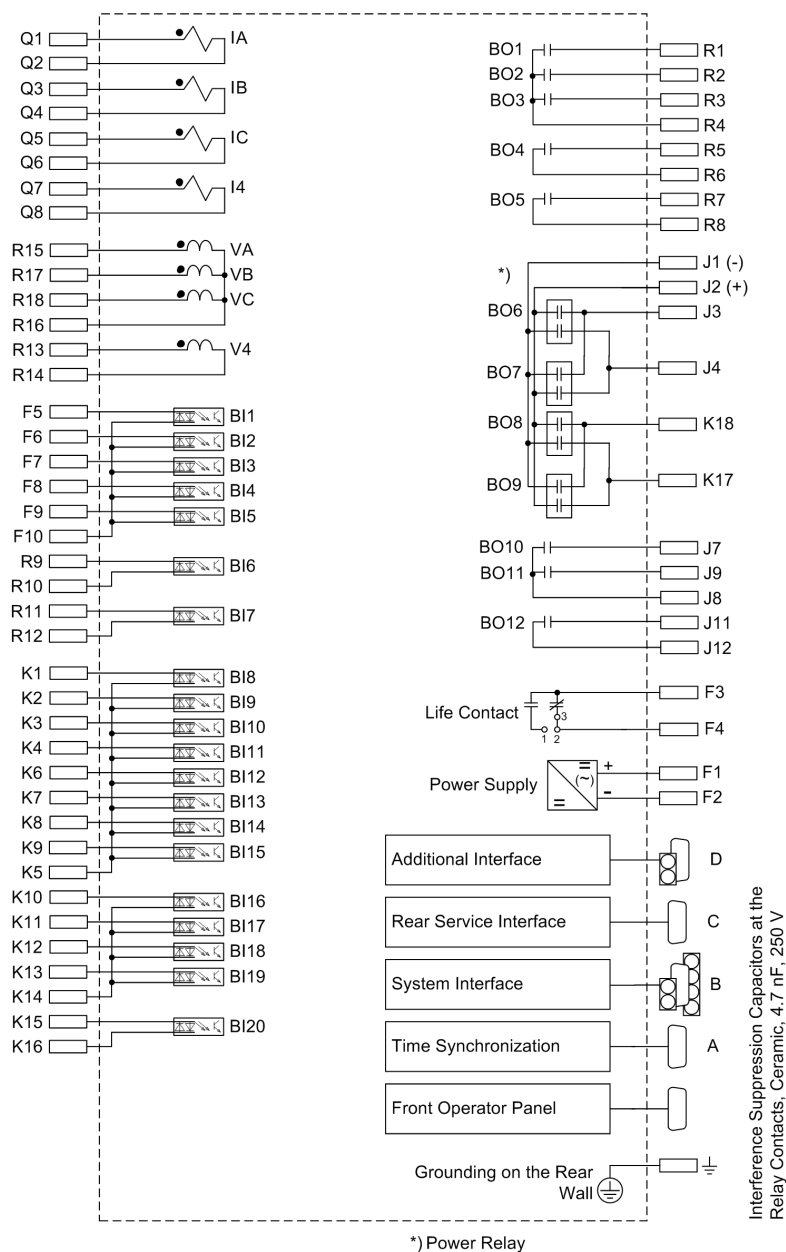 Q1 IA
Q2
Q3 IB
Q4
Q5 IC
Q6
Q7 I4
Q8
R15 VA
R17 VB
R18 VC
R16
R13 V4
R14
F5 BI1
F6 BI2
F7 BI3
F8 BI4
F9 BI5
F10
R9 BI6
R10
R11 BI7
R12
K1 BI8
K2 BI9
K3 BI10
K4 BI11
K6 BI12
K7 BI13
K8 BI14
K9 BI15
K5
K10 BI16
K11 BI17
K12 BI18
K13 BI19
K14
K15 BI20
K16
BO1 R1
BO2 R2
BO3 R3
R4
BO4 R5
R6
BO5 R7
R8
J1 (-)
*)
J2 (+)
BO6 J3
BO7 J4
BO8 K18
BO9 K17
BO10 J7
BO11 J9
J8
BO12 J11
J12
F3
Life Contact 3
1 2 F4
Power Supply = (~) = + F1
- F2
Additional Interface D
Rear Service Interface C
System Interface B
Time Synchronization A
Front Operator Panel
Grounding on the Rear
Wall
*) Power Relay
Interference Suppression Capacitors at the
Relay Contacts, Ceramic, 4.7 nF, 250 V